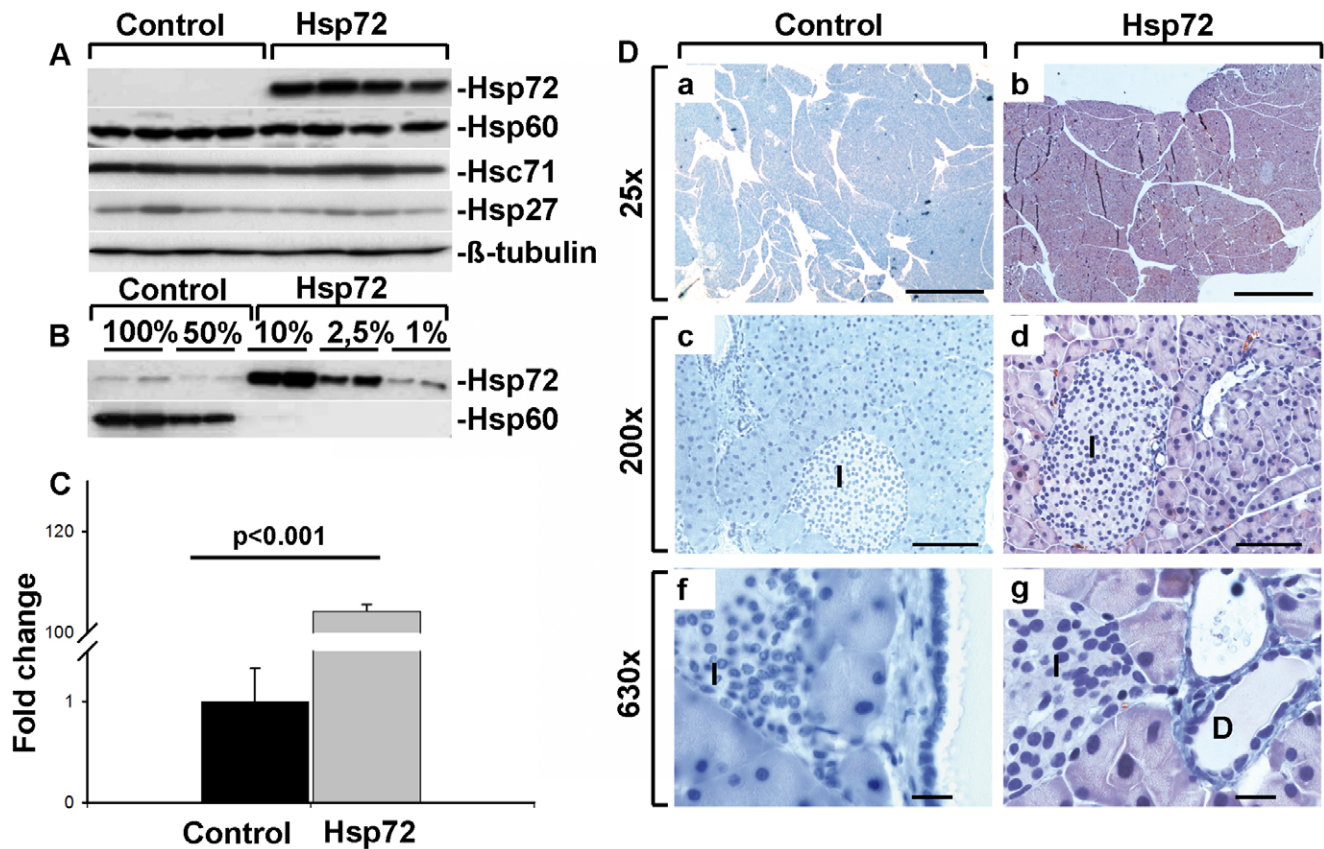 A
Control Hsp72
-Hsp72
-Hsp60
-Hsc71
-Hsp27
-ß-tubulin
B
Control Hsp72
100% 50% 10% 2,5% 1%
-Hsp72
-Hsp60
C
Fold change
120
100
1
0
p<0.001
Control Hsp72
D
Control Hsp72
25x
a b
200x
c d
I I
630x
f g
I I
D